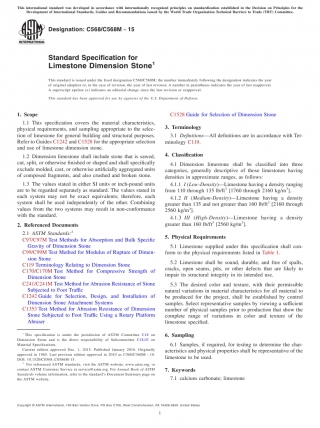 This international standard was developed in accordance with internationally recognized principles on standardization established in the Decision on Principles for the
Development of International Standards, Guides and Recommendations issued by the World Trade Organization Technical Barriers to Trade (TBT) Committee.
Designation: C568/C568M − 15
Standard Specification for
Limestone Dimension Stone1
This standard is issued under the fixed designation C568/C568M; the number immediately following the designation indicates the year
of original adoption or, in the case of revision, the year of last revision. A number in parentheses indicates the year of last reapproval.
A superscript epsilon (ε) indicates an editorial change since the last revision or reapproval.
This standard has been approved for use by agencies of the U.S. Department of Defense.
1. Scope
1.1 This specification covers the material characteristics,
physical requirements, and sampling appropriate to the selec-
tion of limestone for general building and structural purposes.
Refer to Guides C1242 and C1528 for the appropriate selection
and use of limestone dimension stone.
1.2 Dimension limestone shall include stone that is sawed,
cut, split, or otherwise finished or shaped and shall specifically
exclude molded, cast, or otherwise artificially aggregated units
of composed fragments, and also crushed and broken stone.
1.3 The values stated in either SI units or inch-pound units
are to be regarded separately as standard. The values stated in
each system may not be exact equivalents; therefore, each
system shall be used independently of the other. Combining
values from the two systems may result in non-conformance
with the standard.
2. Referenced Documents
2.1 ASTM Standards:2
C97/C97M Test Methods for Absorption and Bulk Specific
Gravity of Dimension Stone
C99/C99M Test Method for Modulus of Rupture of Dimen-
sion Stone
C119 Terminology Relating to Dimension Stone
C170/C170M Test Method for Compressive Strength of
Dimension Stone
C241/C241M Test Method for Abrasion Resistance of Stone
Subjected to Foot Traffic
C1242 Guide for Selection, Design, and Installation of
Dimension Stone Attachment Systems
C1353 Test Method for Abrasion Resistance of Dimension
Stone Subjected to Foot Traffic Using a Rotary Platform
Abraser
1 This specification is under the jurisdiction of ASTM Committee C18 on
Dimension Stone and is the direct responsibility of Subcommittee C18.03 on
Material Specifications.
Current edition approved Dec. 1, 2015. Published January 2016. Originally
approved in 1965. Last previous edition approved in 2010 as C568/C568M – 10.
DOI: 10.1520/C0568_C0568M-15.
2 For referenced ASTM standards, visit the ASTM website, www.astm.org, or
contact ASTM Customer Service at service@astm.org. For Annual Book of ASTM
Standards volume information, refer to the standard's Document Summary page on
the ASTM website.
C1528 Guide for Selection of Dimension Stone
3. Terminology
3.1 Definitions—All definitions are in accordance with Ter-
minology C119.
4. Classification
4.1 Dimension limestone shall be classified into three
categories, generally descriptive of those limestones having
densities in approximate ranges, as follows:
4.1.1 I (Low-Density)—Limestone having a density ranging
from 110 through 135 lb/ft3 [1760 through 2160 kg/m3].
4.1.2 II (Medium-Density)—Limestone having a density
greater than 135 and not greater than 160 lb/ft3 [2160 through
2560 kg/m3].
4.1.3 III (High-Density)—Limestone having a density
greater than 160 lb/ft3 [2560 kg/m3].
5. Physical Requirements
5.1 Limestone supplied under this specification shall con-
form to the physical requirements listed in Table 1.
5.2 Limestone shall be sound, durable, and free of spalls,
cracks, open seams, pits, or other defects that are likely to
impair its structural integrity in its intended use.
5.3 The desired color and texture, with their permissible
natural variations in material characteristics for all material to
be produced for the project, shall be established by control
samples. Select representative samples by viewing a sufficient
number of physical samples prior to production that show the
complete range of variations in color and texture of the
limestone specified.
6. Sampling
6.1 Samples, if required, for testing to determine the char-
acteristics and physical properties shall be representative of the
limestone to be used.
7. Keywords
7.1 calcium carbonate; limestone
Copyright © ASTM International, 100 Barr Harbor Drive, PO Box C700, West Conshohocken, PA 19428-2959. United States
1